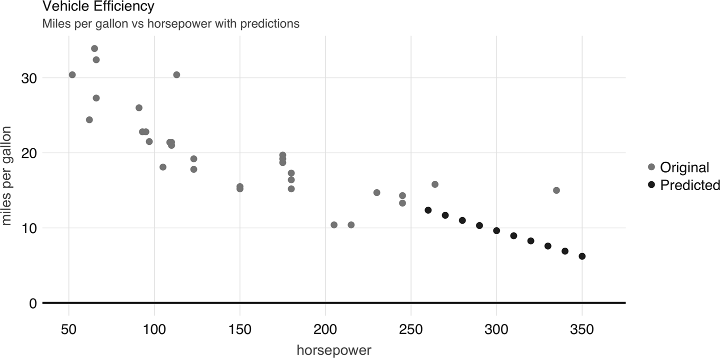 Vehicle Efficiency
Miles per gallon vs horsepower with predictions
30
20
10
0
miles per gallon
50 100 150 200 250 300 350
horsepower
Original
Predicted